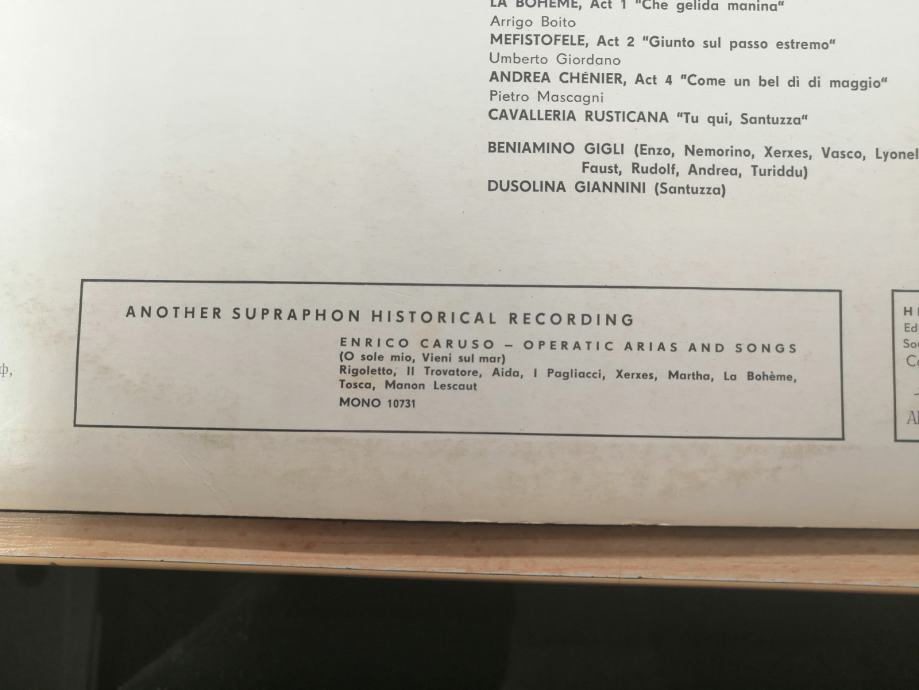 LA BOHÈME, Act 1 "Che gelida manina"
Arrigo Boito
MEFISTOFELE, Act 2 "Giunto sul passo estremo"
Umberto Giordano
ANDREA CHÉNIER, Act 4 "Come un bel dì di maggio"
Pietro Mascagni
CAVALLERIA RUSTICANA "Tu qui, Santuzza"
BENIAMINO GIGLI (Enzo, Nemorino, Xerxes, Vasco, Lyonel
Faust, Rudolf, Andrea, Turiddu)
DUSOLINA GIANNINI (Santuzza)
ANOTHER SUPRAPHON HISTORICAL RECORDING
ENRICO CARUSO – OPERATIC ARIAS AND SONGS
(O sole mio, Vieni sul mar)
Rigoletto, Il Trovatore, Aida, I Pagliacci, Xerxes, Martha, La Bohème,
Tosca, Manon Lescaut
MONO 10731